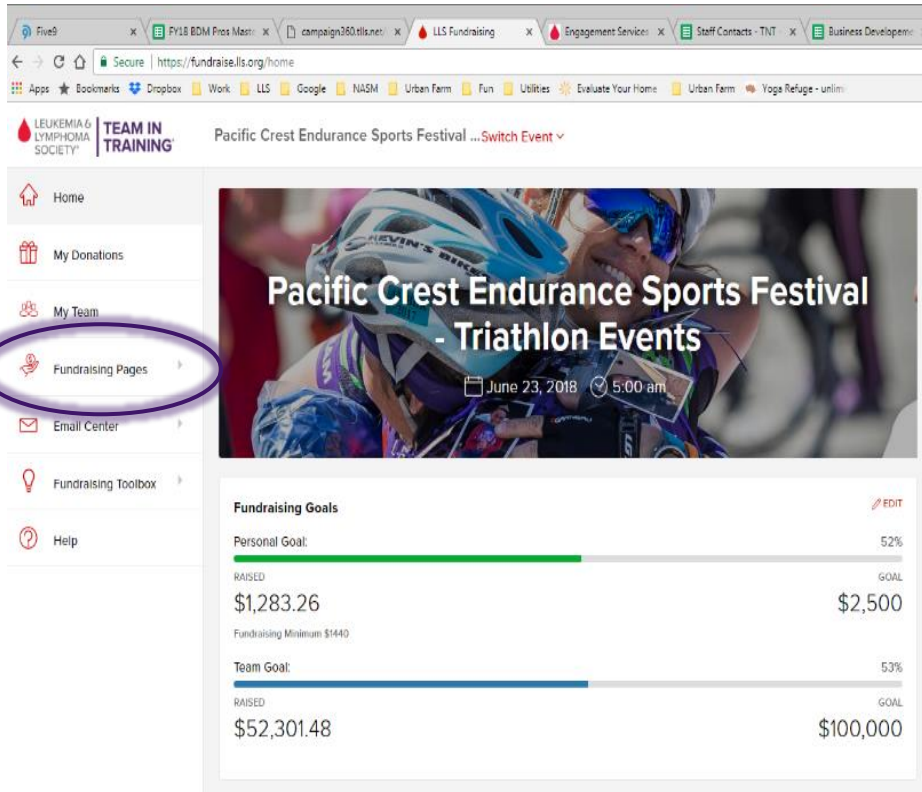 Five9 x
FY18 BDM Pros Mastr x
campaign360.tlls.net/ x
LLS Fundraising x
Engagement Services x
Staff Contacts - TNT - x
Business Developeme
Secure | https://fundraise.lls.org/home
Apps Bookmarks Dropbox Work LLS Google NASM Urban Farm Fun Utilities Evaluate Your Home Urban Farm Yoga Refuge - unlimi
LEUKEMIA &
LYMPHOMA
SOCIETY®
TEAM IN
TRAINING®
Pacific Crest Endurance Sports Festival ... Switch Event
Home
My Donations
My Team
Fundraising Pages
Email Center
Fundraising Toolbox
Help
KEVIN'S BIKE
Pacific Crest Endurance Sports Festival
- Triathlon Events
June 23, 2018 5:00 am
Fundraising Goals EDIT
Personal Goal: 52%
RAISED GOAL
$1,283.26 $2,500
Fundraising Minimum $1440
Team Goal: 53%
RAISED GOAL
$52,301.48 $100,000